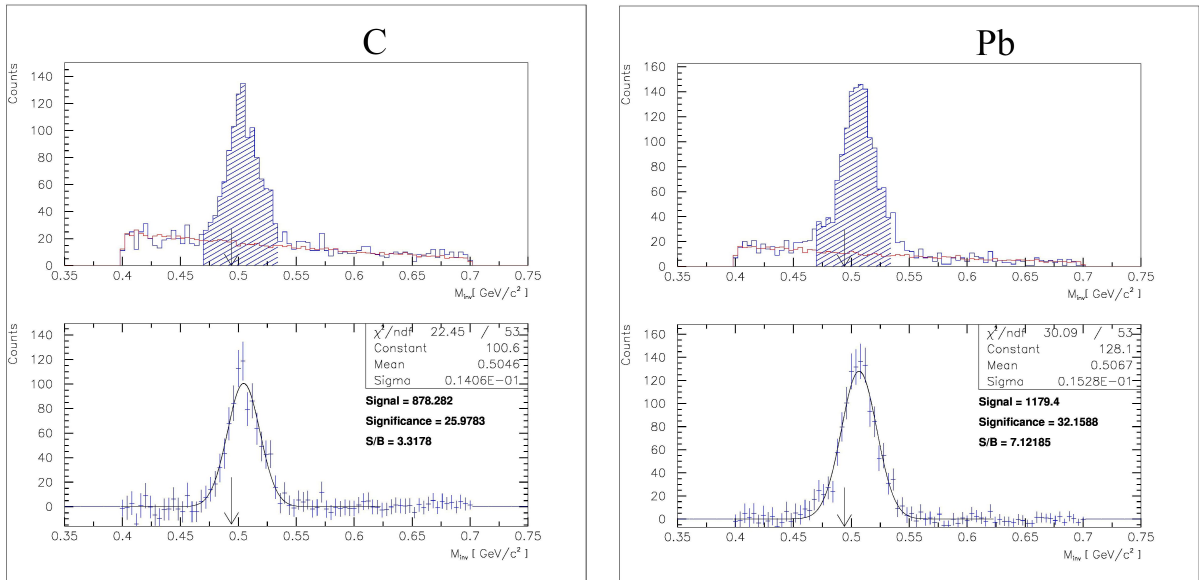 C
Counts
140
120
100
80
60
40
20
0
0.35 0.4 0.45 0.5 0.55 0.6 0.65 0.7 0.75
M_inv [ GeV/c²]
Counts
140
120
100
80
60
40
20
0
χ²/ndf 22.45 / 53
Constant 100.6
Mean 0.5046
Sigma 0.1406E-01
Signal = 878.282
Significance = 25.9783
S/B = 3.3178
0.35 0.4 0.45 0.5 0.55 0.6 0.65 0.7 0.75
M_inv [ GeV/c²]
Pb
Counts
160
140
120
100
80
60
40
20
0
0.35 0.4 0.45 0.5 0.55 0.6 0.65 0.7 0.75
M_inv [ GeV/c²]
Counts
160
140
120
100
80
60
40
20
0
χ²/ndf 30.09 / 53
Constant 128.1
Mean 0.5067
Sigma 0.1528E-01
Signal = 1179.4
Significance = 32.1588
S/B = 7.12185
0.35 0.4 0.45 0.5 0.55 0.6 0.65 0.7 0.75
M_inv [ GeV/c²]